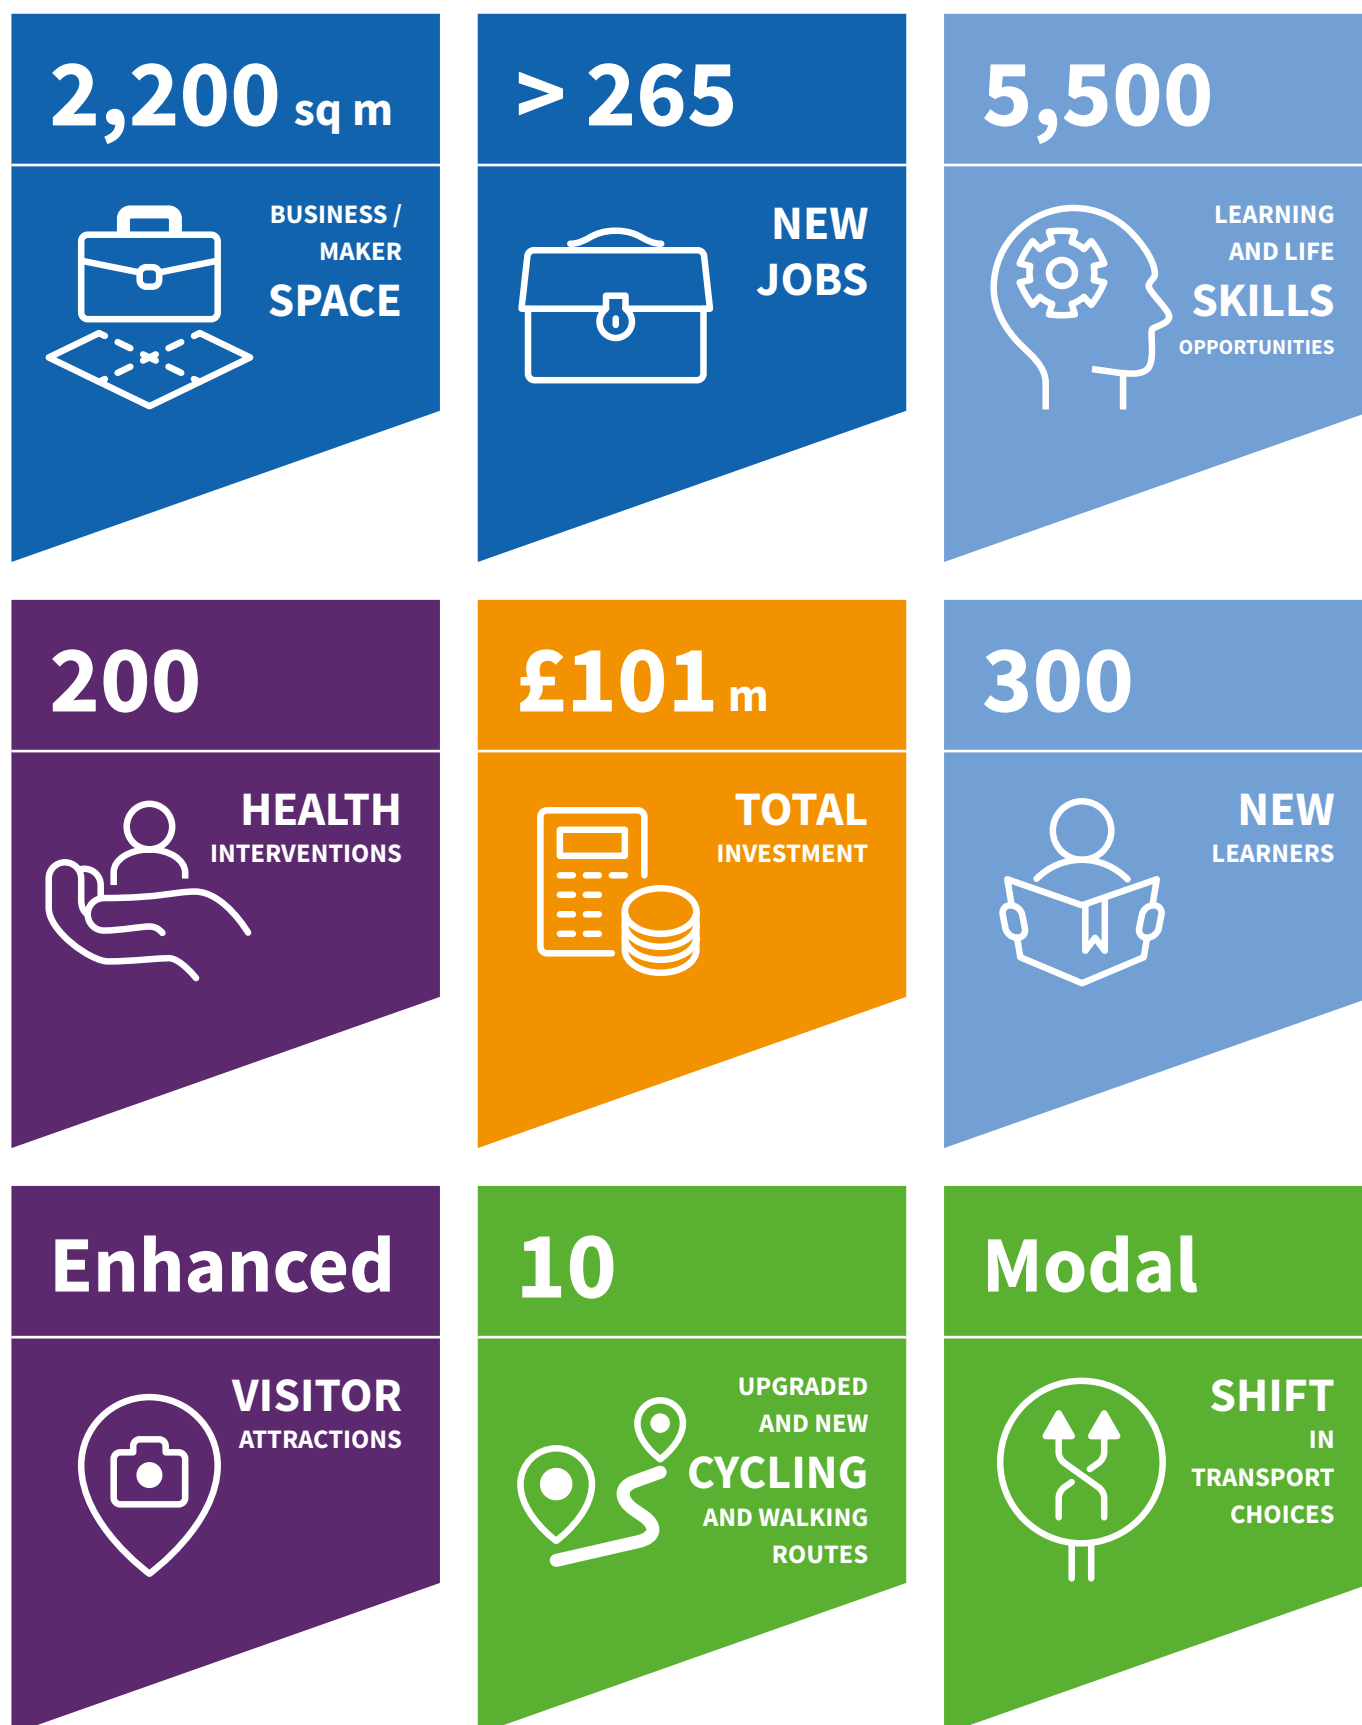 2,200 sq m
BUSINESS /
MAKER
SPACE
> 265
NEW
JOBS
5,500
LEARNING
AND LIFE
SKILLS
OPPORTUNITIES
200
HEALTH
INTERVENTIONS
£101 m
TOTAL
INVESTMENT
300
NEW
LEARNERS
Enhanced
VISITOR
ATTRACTIONS
10
UPGRADED
AND NEW
CYCLING
AND WALKING
ROUTES
Modal
SHIFT
IN
TRANSPORT
CHOICES